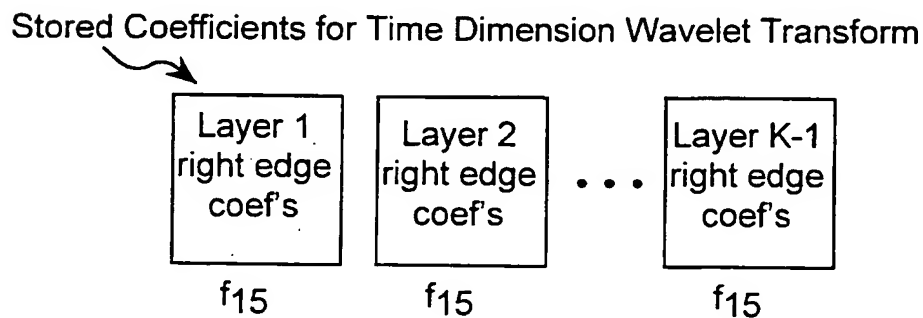 Stored Coefficients for Time Dimension Wavelet Transform
Layer 1
right edge
coef's
Layer 2
right edge
coef's
• • •
Layer K-1
right edge
coef's
f15
f15
f15